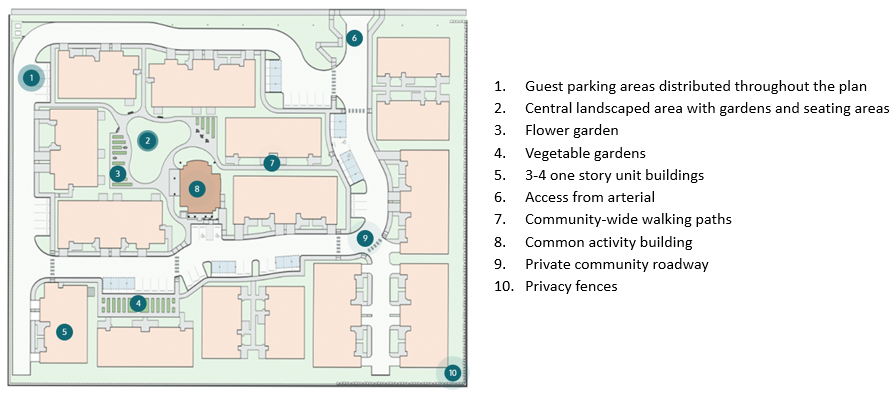 6
1
2
3
7
8
9
4
5
10
1. Guest parking areas distributed throughout the plan
2. Central landscaped area with gardens and seating areas
3. Flower garden
4. Vegetable gardens
5. 3-4 one story unit buildings
6. Access from arterial
7. Community-wide walking paths
8. Common activity building
9. Private community roadway
10. Privacy fences